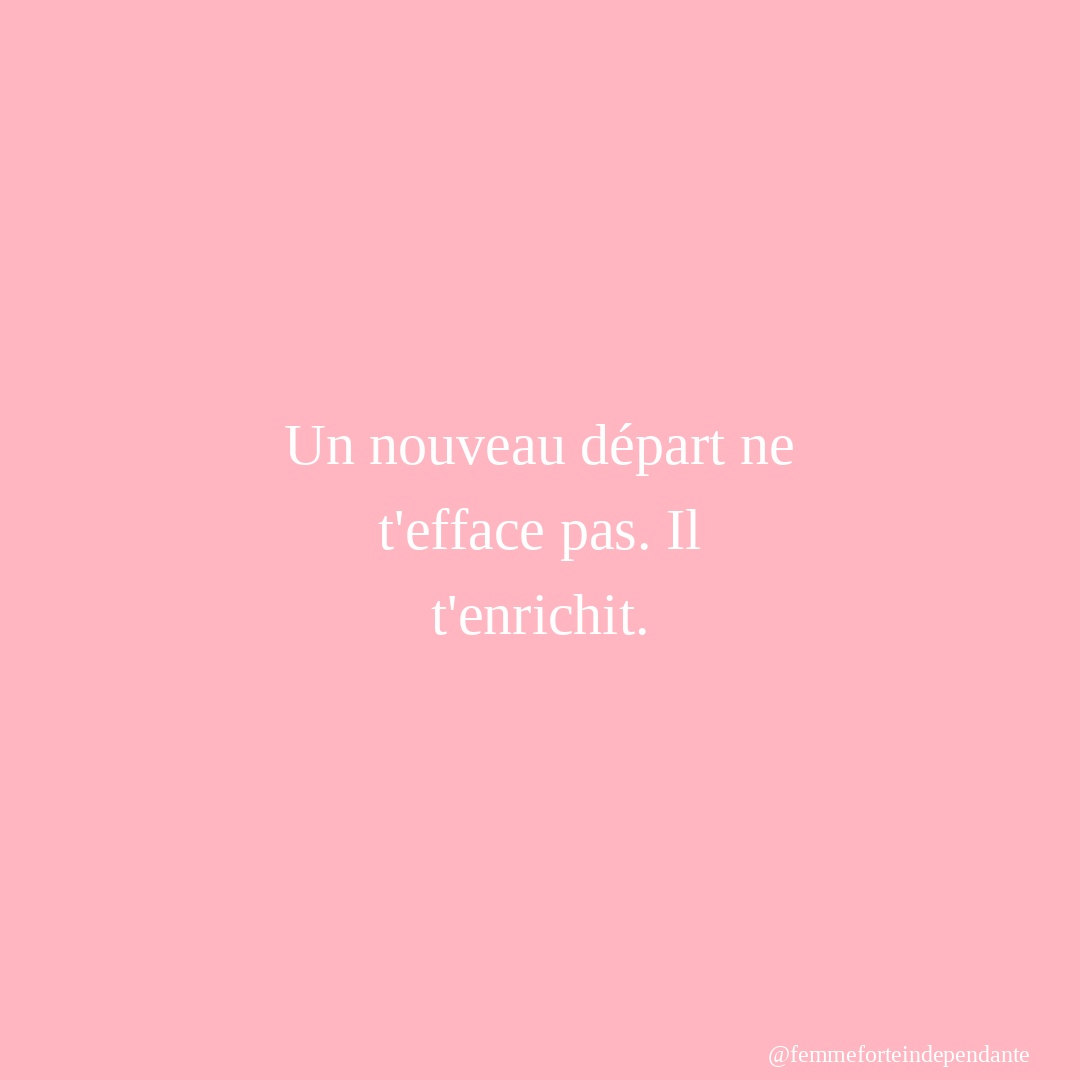 Un nouveau départ ne
t'efface pas. Il
t'enrichit.
@femmeforteindependante